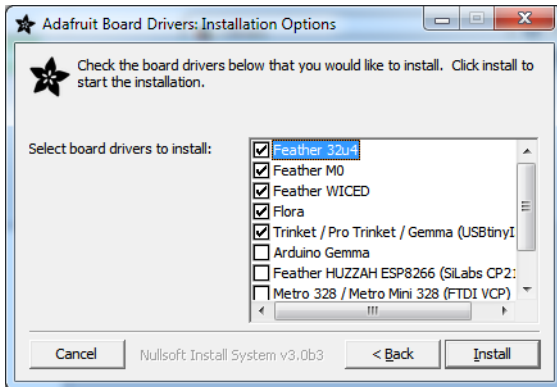 Adafruit Board Drivers: Installation Options
Check the board drivers below that you would like to install. Click install to
start the installation.
Select board drivers to install:
Feather 32u4
Feather M0
Feather WICED
Flora
Trinket / Pro Trinket / Gemma (USBtinyI
Arduino Gemma
Feather HUZZAH ESP8266 (SiLabs CP21
Metro 328 / Metro Mini 328 (FTDI VCP)
Cancel
Nullsoft Install System v3.0b3
< Back
Install